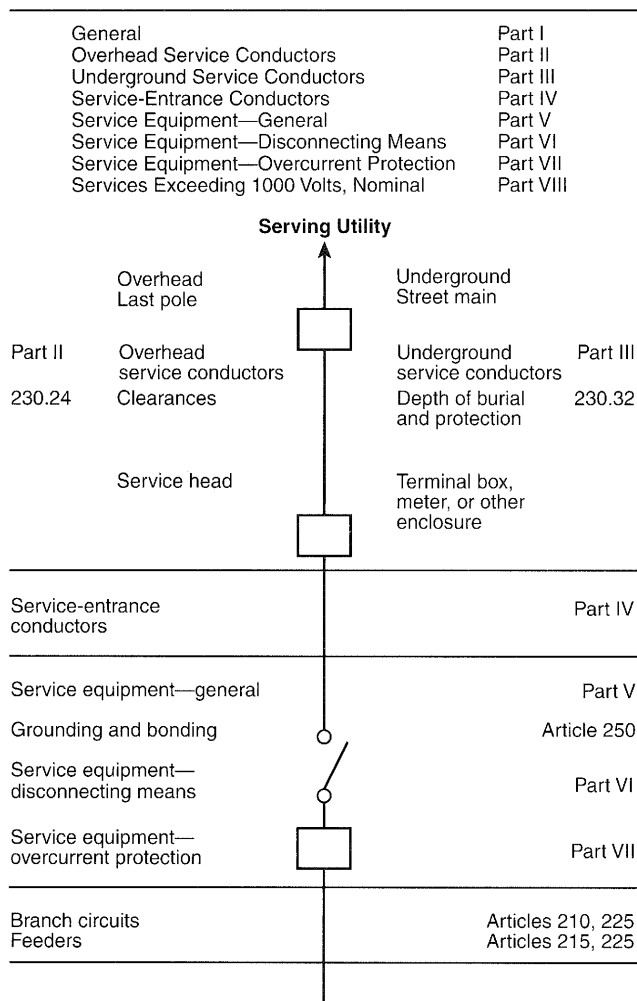 General Part I
Overhead Service Conductors Part II
Underground Service Conductors Part III
Service-Entrance Conductors Part IV
Service Equipment—General Part V
Service Equipment—Disconnecting Means Part VI
Service Equipment—Overcurrent Protection Part VII
Services Exceeding 1000 Volts, Nominal Part VIII
Serving Utility
Overhead
Last pole
Underground
Street main
Part II
Overhead
service conductors
Underground
service conductors
Part III
230.24
Clearances
Depth of burial
and protection
230.32
Service head
Terminal box,
meter, or other
enclosure
Service-entrance
conductors
Part IV
Service equipment—general Part V
Grounding and bonding Article 250
Service equipment—
disconnecting means
Part VI
Service equipment—
overcurrent protection
Part VII
Branch circuits Articles 210, 225
Feeders Articles 215, 225